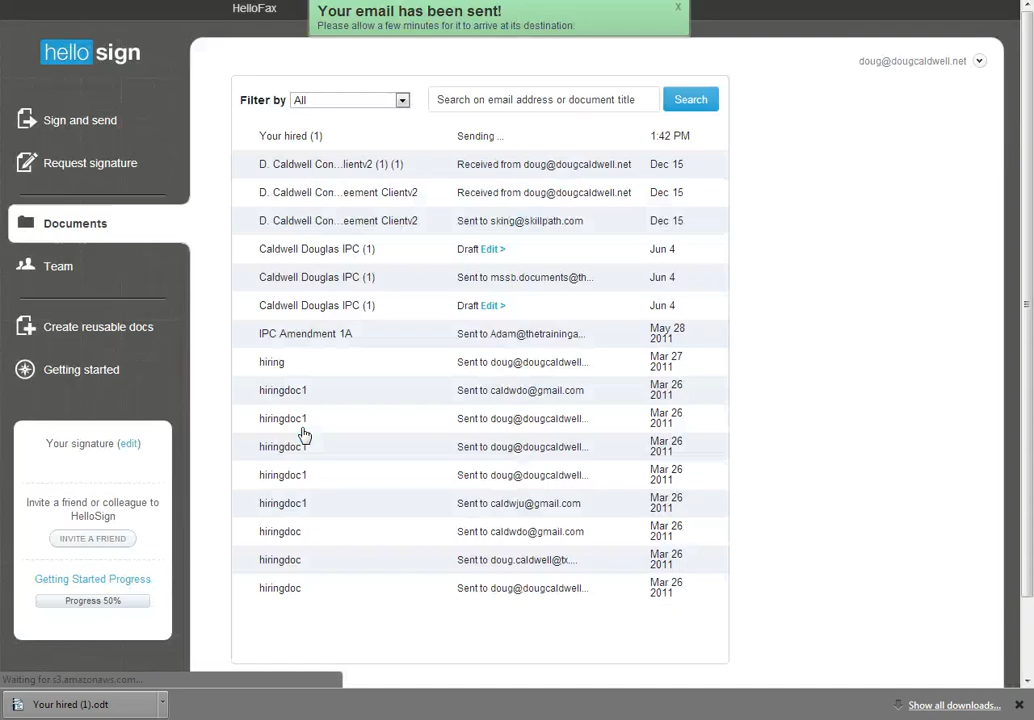 HelloFax
Your email has been sent!
Please allow a few minutes for it to arrive at its destination.
X
hello sign
doug@dougcaldwell.net
Sign and send
Request signature
Documents
Team
Create reusable docs
Getting started
Your signature (edit)
Invite a friend or colleague to
HelloSign
INVITE A FRIEND
Getting Started Progress
Progress 50%
Filter by All Search on email address or document title Search
Your hired (1) Sending ... 1:42 PM
D. Caldwell Con...lientv2 (1) (1) Received from doug@dougcaldwell.net Dec 15
D. Caldwell Con...eement Clientv2 Received from doug@dougcaldwell.net Dec 15
D. Caldwell Con...eement Clientv2 Sent to sking@skillpath.com Dec 15
Caldwell Douglas IPC (1) Draft Edit > Jun 4
Caldwell Douglas IPC (1) Sent to mssb.documents@th... Jun 4
Caldwell Douglas IPC (1) Draft Edit > Jun 4
IPC Amendment 1A Sent to Adam@thetraininga... May 28 2011
hiring Sent to doug@dougcaldwell... Mar 27 2011
hiringdoc1 Sent to caldwdo@gmail.com Mar 26 2011
hiringdoc1 Sent to doug@dougcaldwell... Mar 26 2011
hiringdoc1 Sent to doug@dougcaldwell... Mar 26 2011
hiringdoc1 Sent to doug@dougcaldwell... Mar 26 2011
hiringdoc1 Sent to caldwju@gmail.com Mar 26 2011
hiringdoc Sent to caldwdo@gmail.com Mar 26 2011
hiringdoc Sent to doug.caldwell@tx.... Mar 26 2011
hiringdoc Sent to doug@dougcaldwell... Mar 26 2011
Waiting for s3.amazonaws.com...
Your hired (1).odt
Show all downloads...